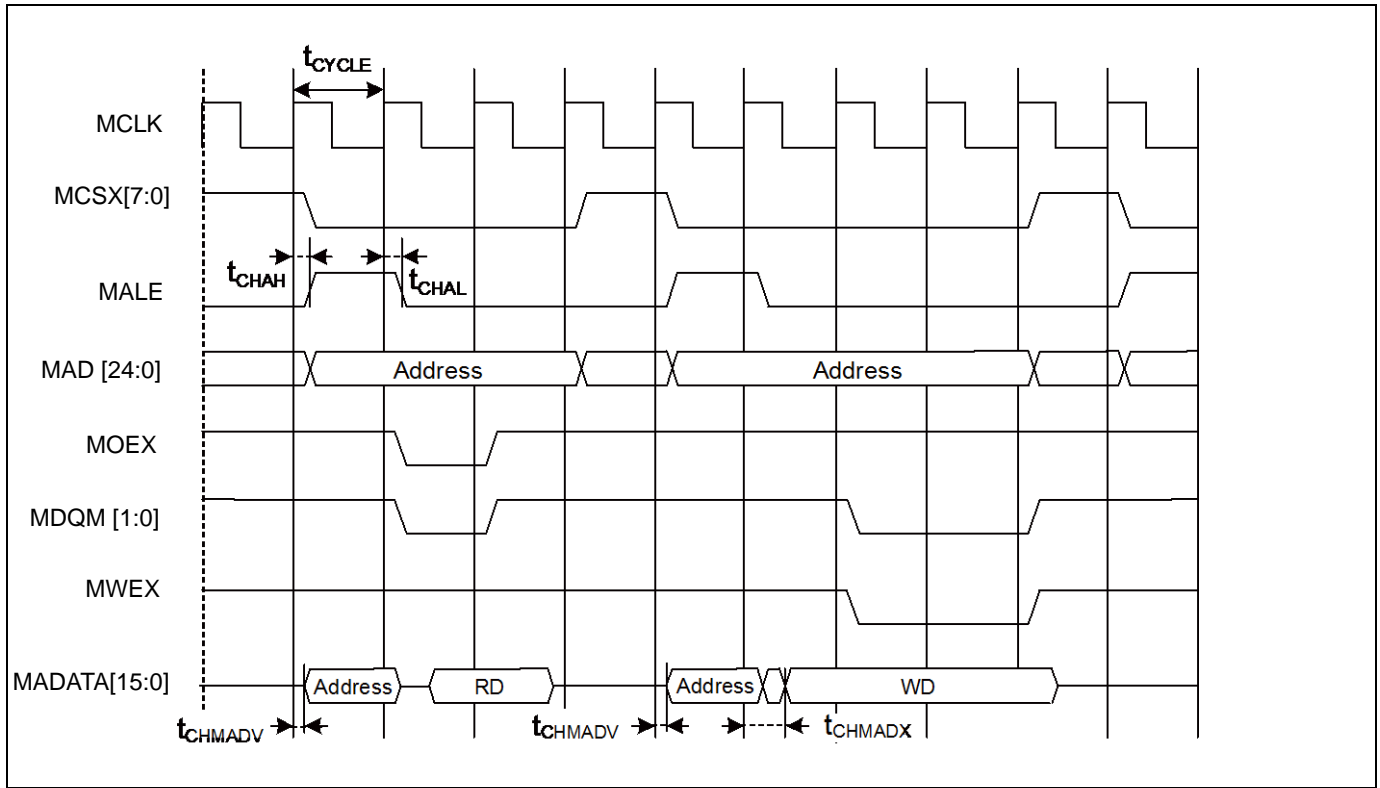 tCYCLE
MCLK
MCSX[7:0]
tCHAH
tCHAL
MALE
MAD [24:0]
Address
Address
MOEX
MDQM [1:0]
MWEX
MADATA[15:0]
Address
RD
Address
WD
tCHMADV
tCHMADV
tCHMADX